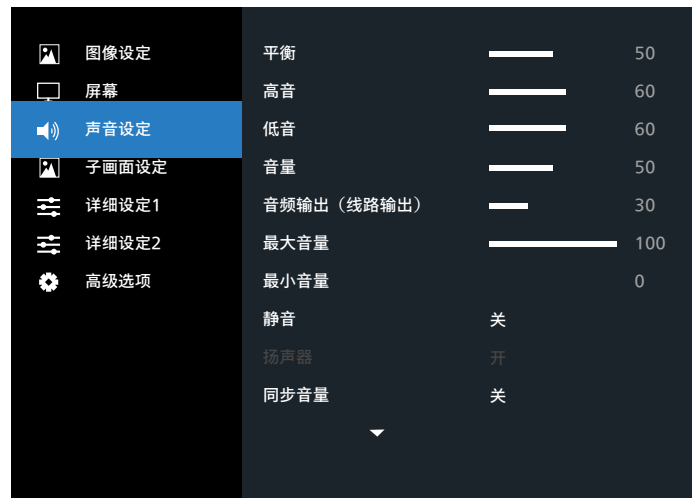 图像设定
屏幕
声音设定
子画面设定
详细设定1
详细设定2
高级选项
平衡 50
高音 60
低音 60
音量 50
音频输出（线路输出） 30
最大音量 100
最小音量 0
静音 关
扬声器 开
同步音量 关